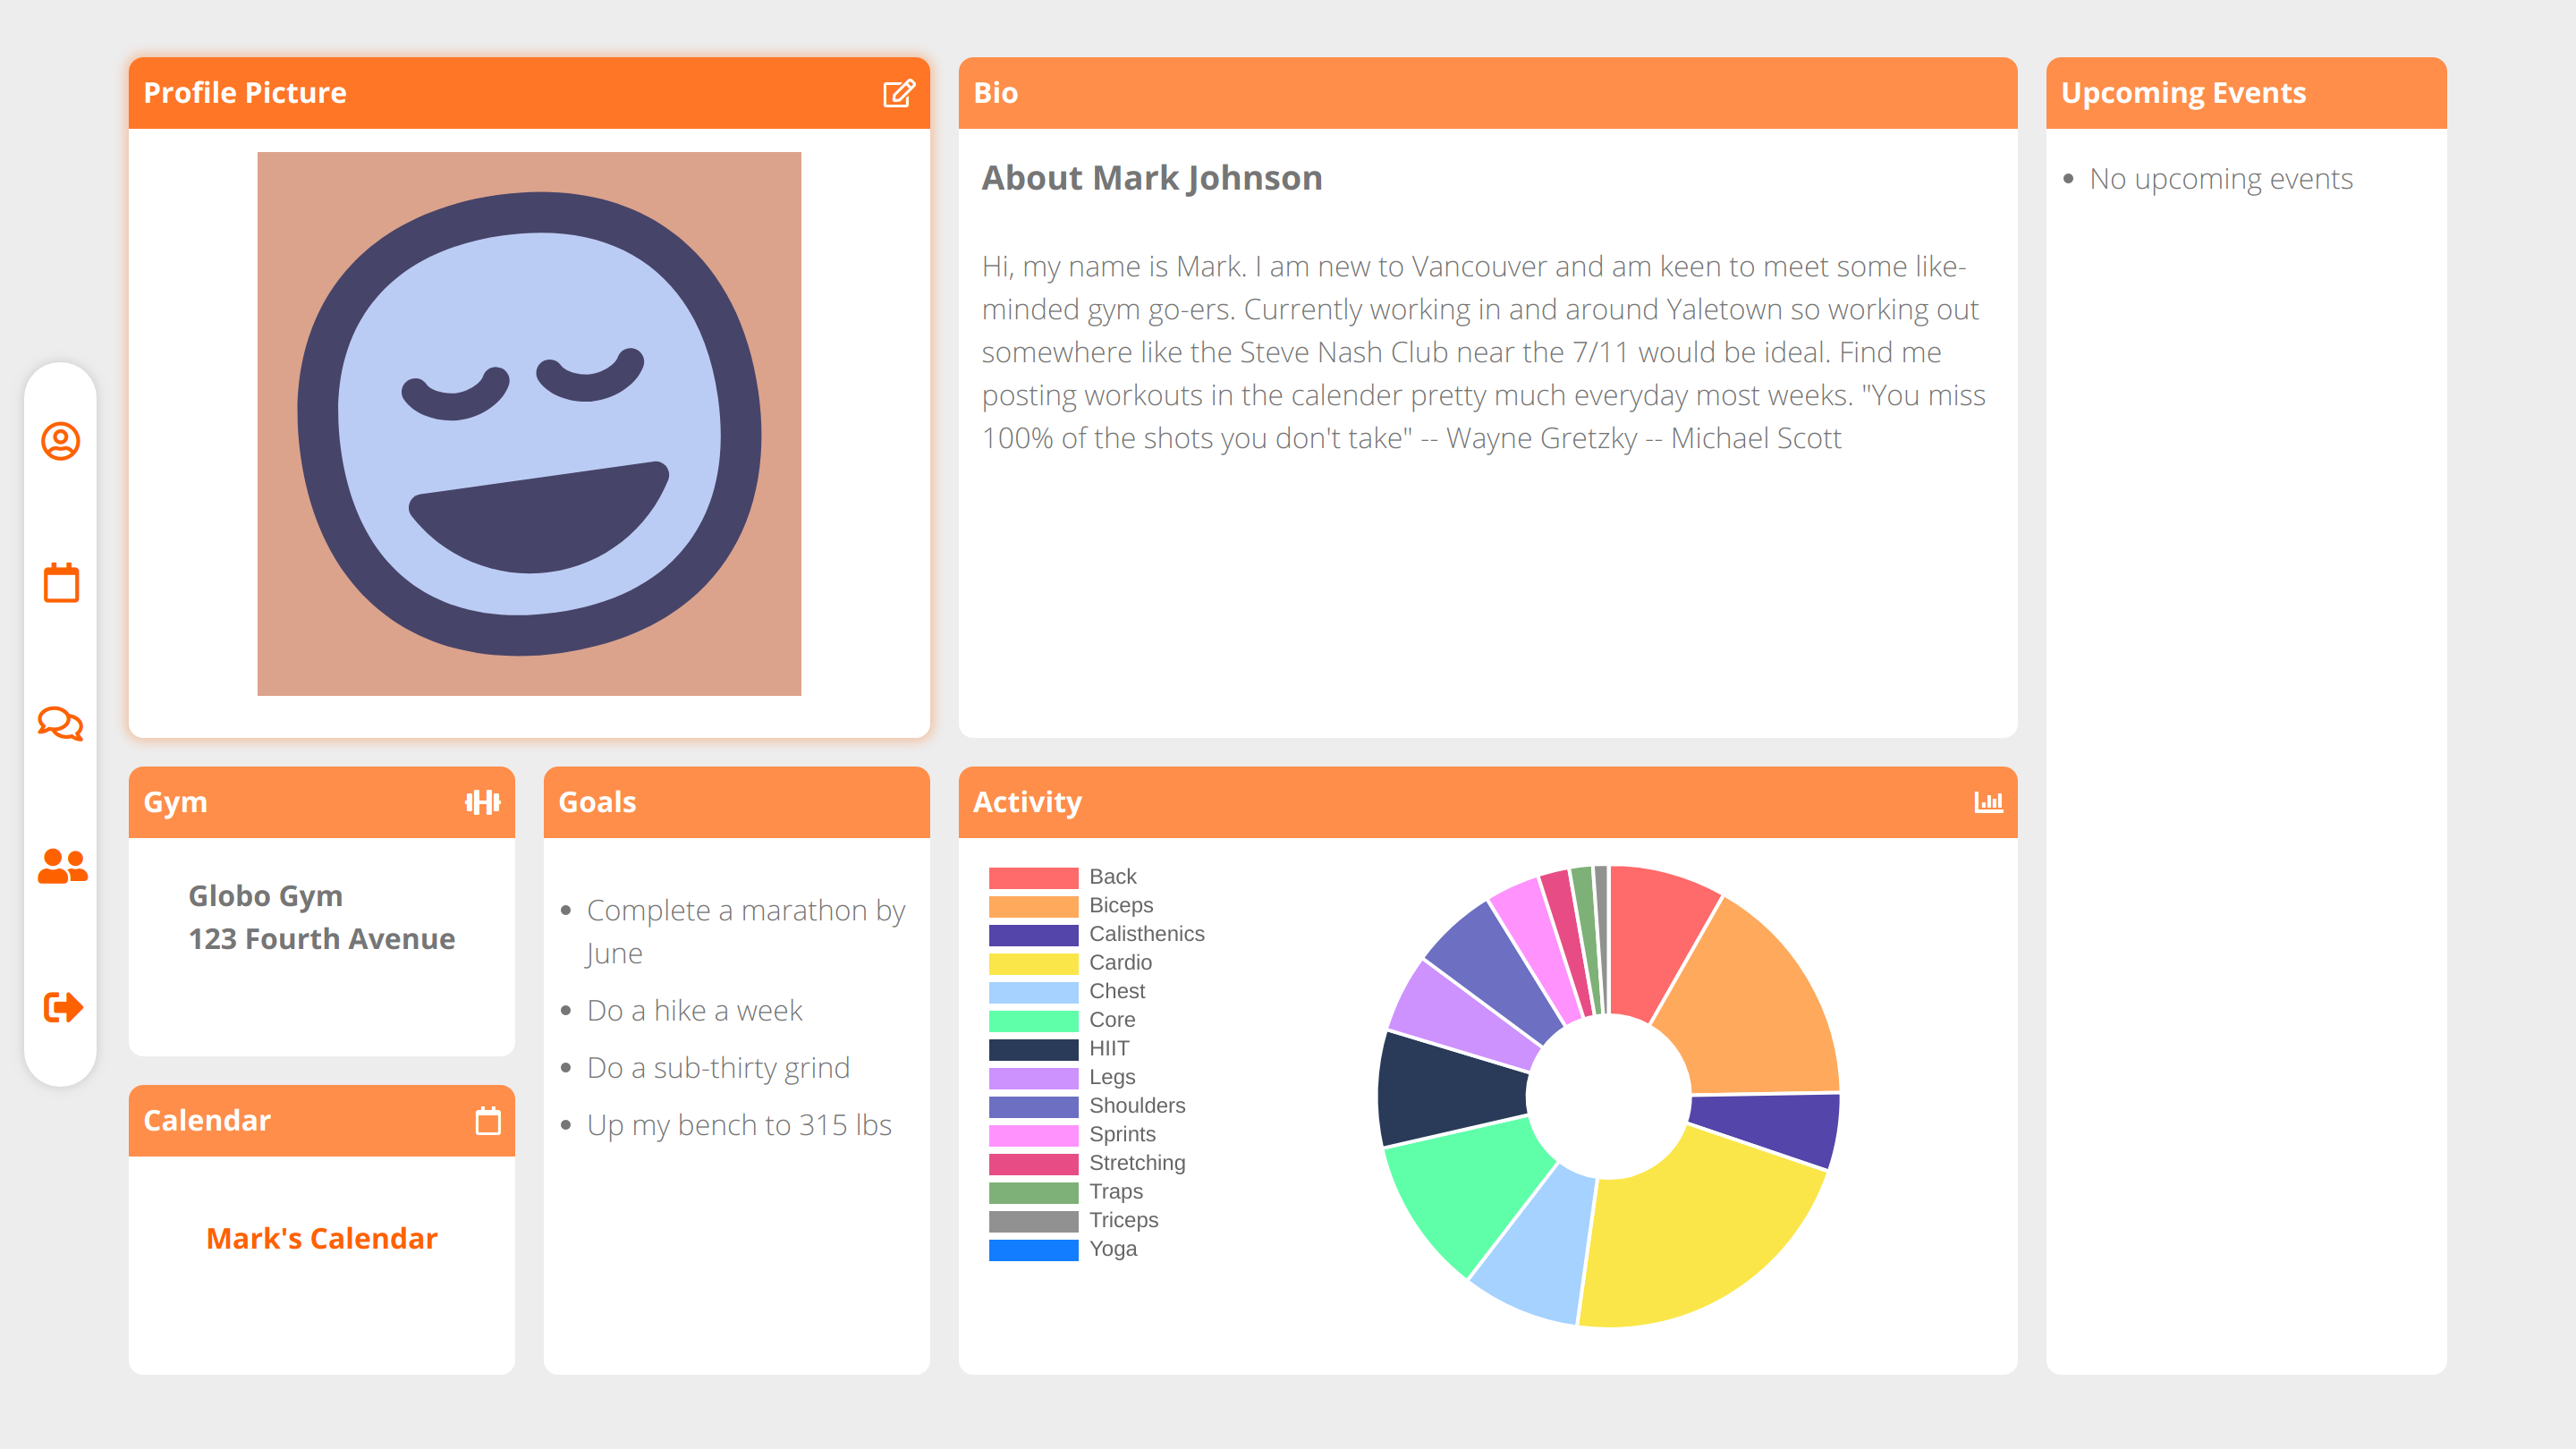 Profile Picture
Bio
About Mark Johnson
Hi, my name is Mark. I am new to Vancouver and am keen to meet some like-
minded gym go-ers. Currently working in and around Yaletown so working out
somewhere like the Steve Nash Club near the 7/11 would be ideal. Find me
posting workouts in the calender pretty much everyday most weeks. "You miss
100% of the shots you don't take" -- Wayne Gretzky -- Michael Scott
Upcoming Events
No upcoming events
Gym
Globo Gym
123 Fourth Avenue
Calendar
Mark's Calendar
Goals
Complete a marathon by
June
Do a hike a week
Do a sub-thirty grind
Up my bench to 315 lbs
Activity
Back
Biceps
Calisthenics
Cardio
Chest
Core
HIIT
Legs
Shoulders
Sprints
Stretching
Traps
Triceps
Yoga